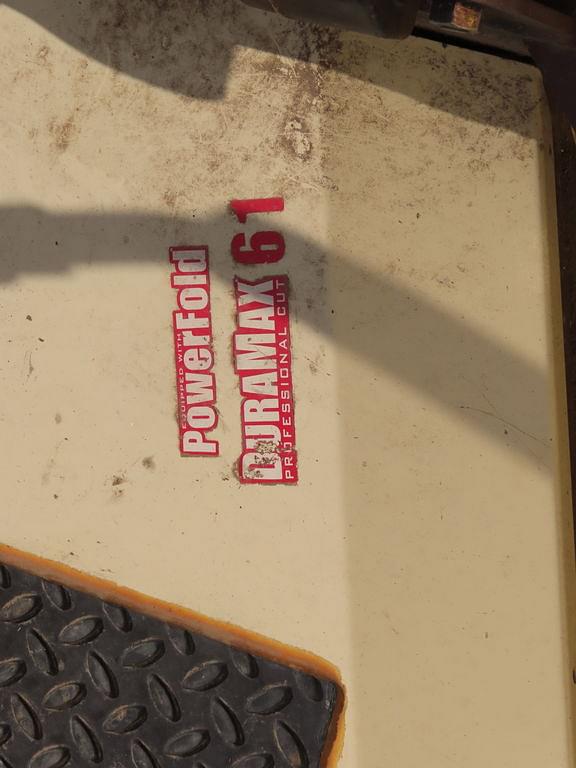 EQUIPPED WITH
PowerFold
DURAMAX 61
PROFESSIONAL CUT